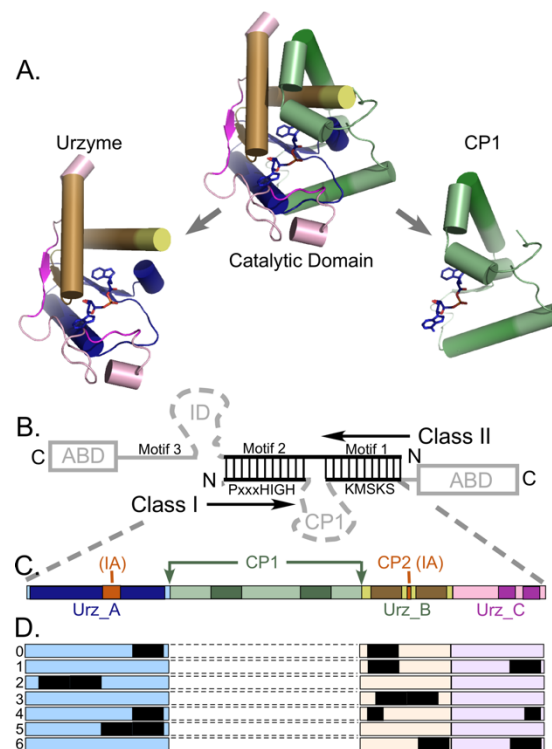 A.
Urzyme
CP1
Catalytic Domain
B.
ID
Class II
C
ABD
Motif 3
Motif 2
Motif 1
N
N
PxxxHIGH
KMSKS
ABD
C
Class I
CP1
C.
(IA)
CP1
CP2 (IA)
Urz_A
Urz_B
Urz_C
D.
0
1
2
3
4
5
6